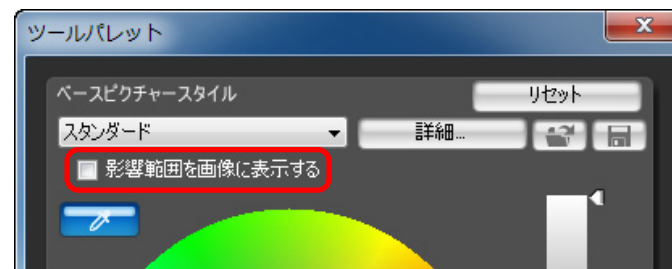 ツールパレット
ベースピクチャースタイル
リセット
スタンダード
詳細...
影響範囲を画像に表示する